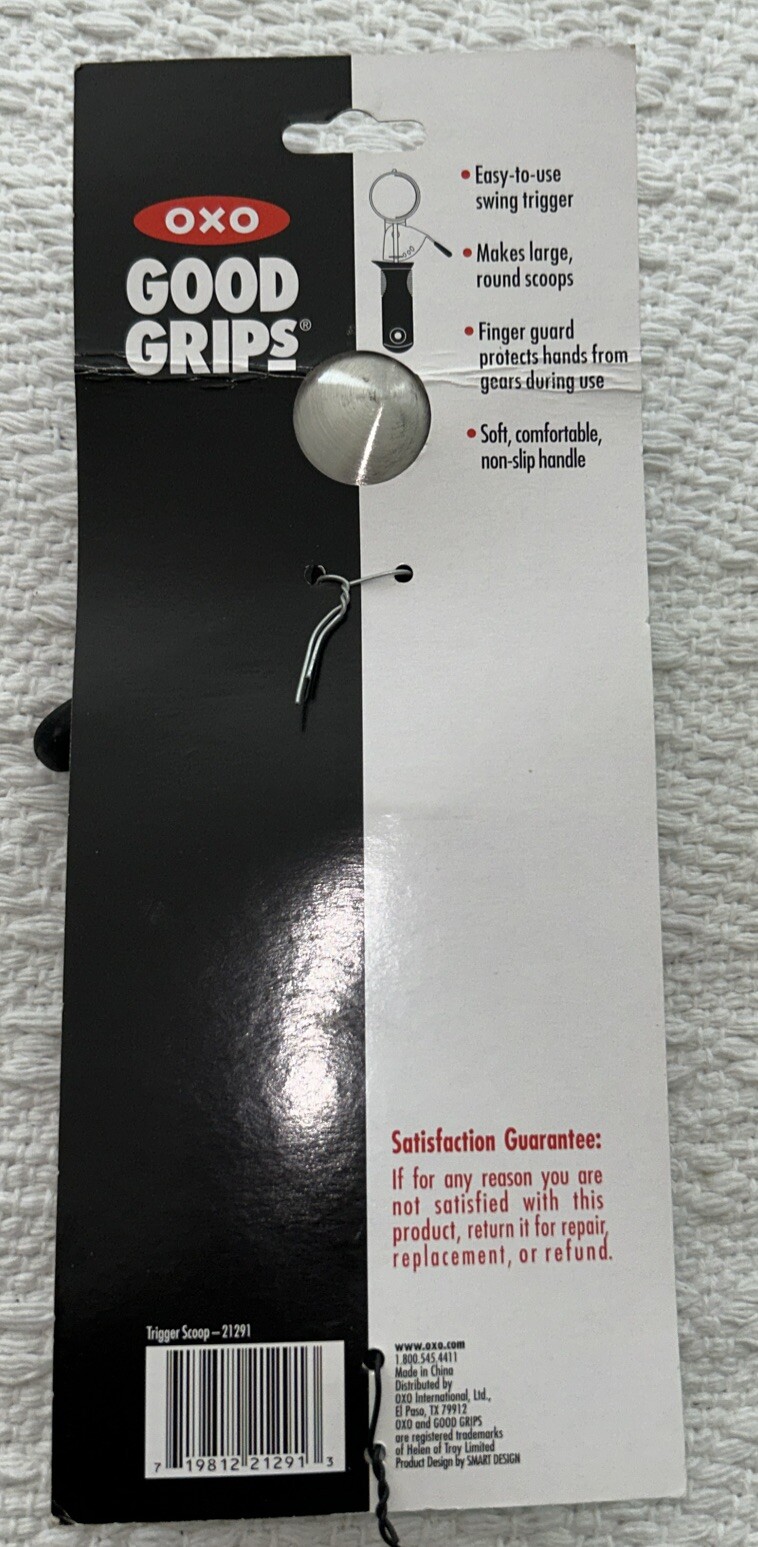 OXO
GOOD
GRIPS®
• Easy-to-use
swing trigger
• Makes large,
round scoops
• Finger guard
protects hands from
gears during use
• Soft, comfortable,
non-slip handle
Satisfaction Guarantee:
If for any reason you are
not satisfied with this
product, return it for repair,
replacement, or refund.
Trigger Scoop – 21291
7 19812 21291 3
www.oxo.com
1.800.545.4411
Made in China
Distributed by
OXO International, Ltd.,
El Paso, TX 79912
OXO and GOOD GRIPS
are registered trademarks
of Helen of Troy Limited
Product Design by SMART DESIGN